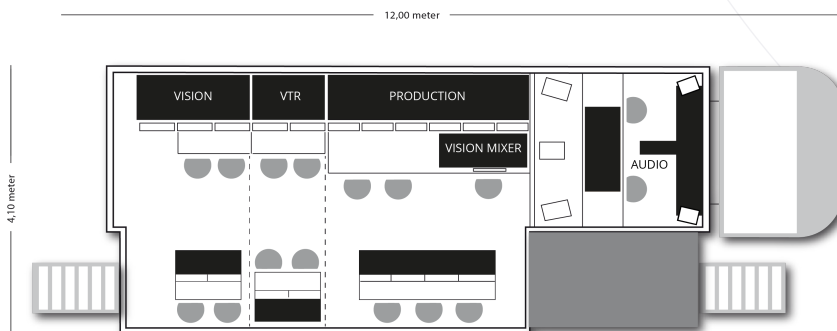 12,00 meter
VISION
VTR
PRODUCTION
VISION MIXER
AUDIO
4,10 meter